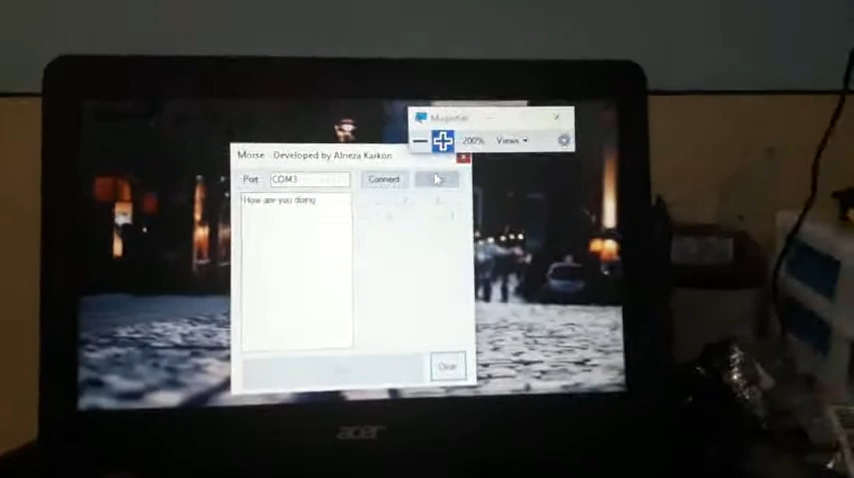 Magnifier
200% Views
Morse - Developed by Alireza Karkon
Port COM3 Connect
How are you doing
Clear
acer